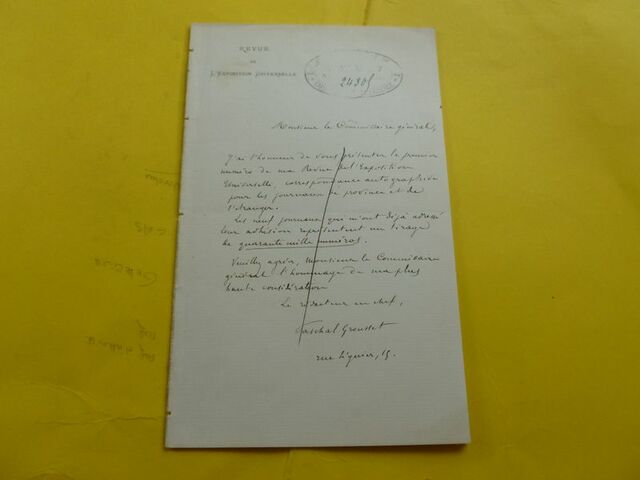 REVUE
DE
L'EXPOSITION UNIVERSELLE
24305
Monsieur le Commissaire général,
J'ai l'honneur de vous présenter le premier
numéro de ma Revue de l'Exposition
Universelle, correspondance autographiée
pour les journaux de province et de
l'étranger.
Les neuf journaux qui m'ont déjà adressé
leur adhésion représentent un tirage
de quarante mille numéros.
Veuillez agréer, Monsieur le Commissaire
général l'hommage de ma plus
haute considération
Le rédacteur en chef,
Paschal Grousset
rue 15.